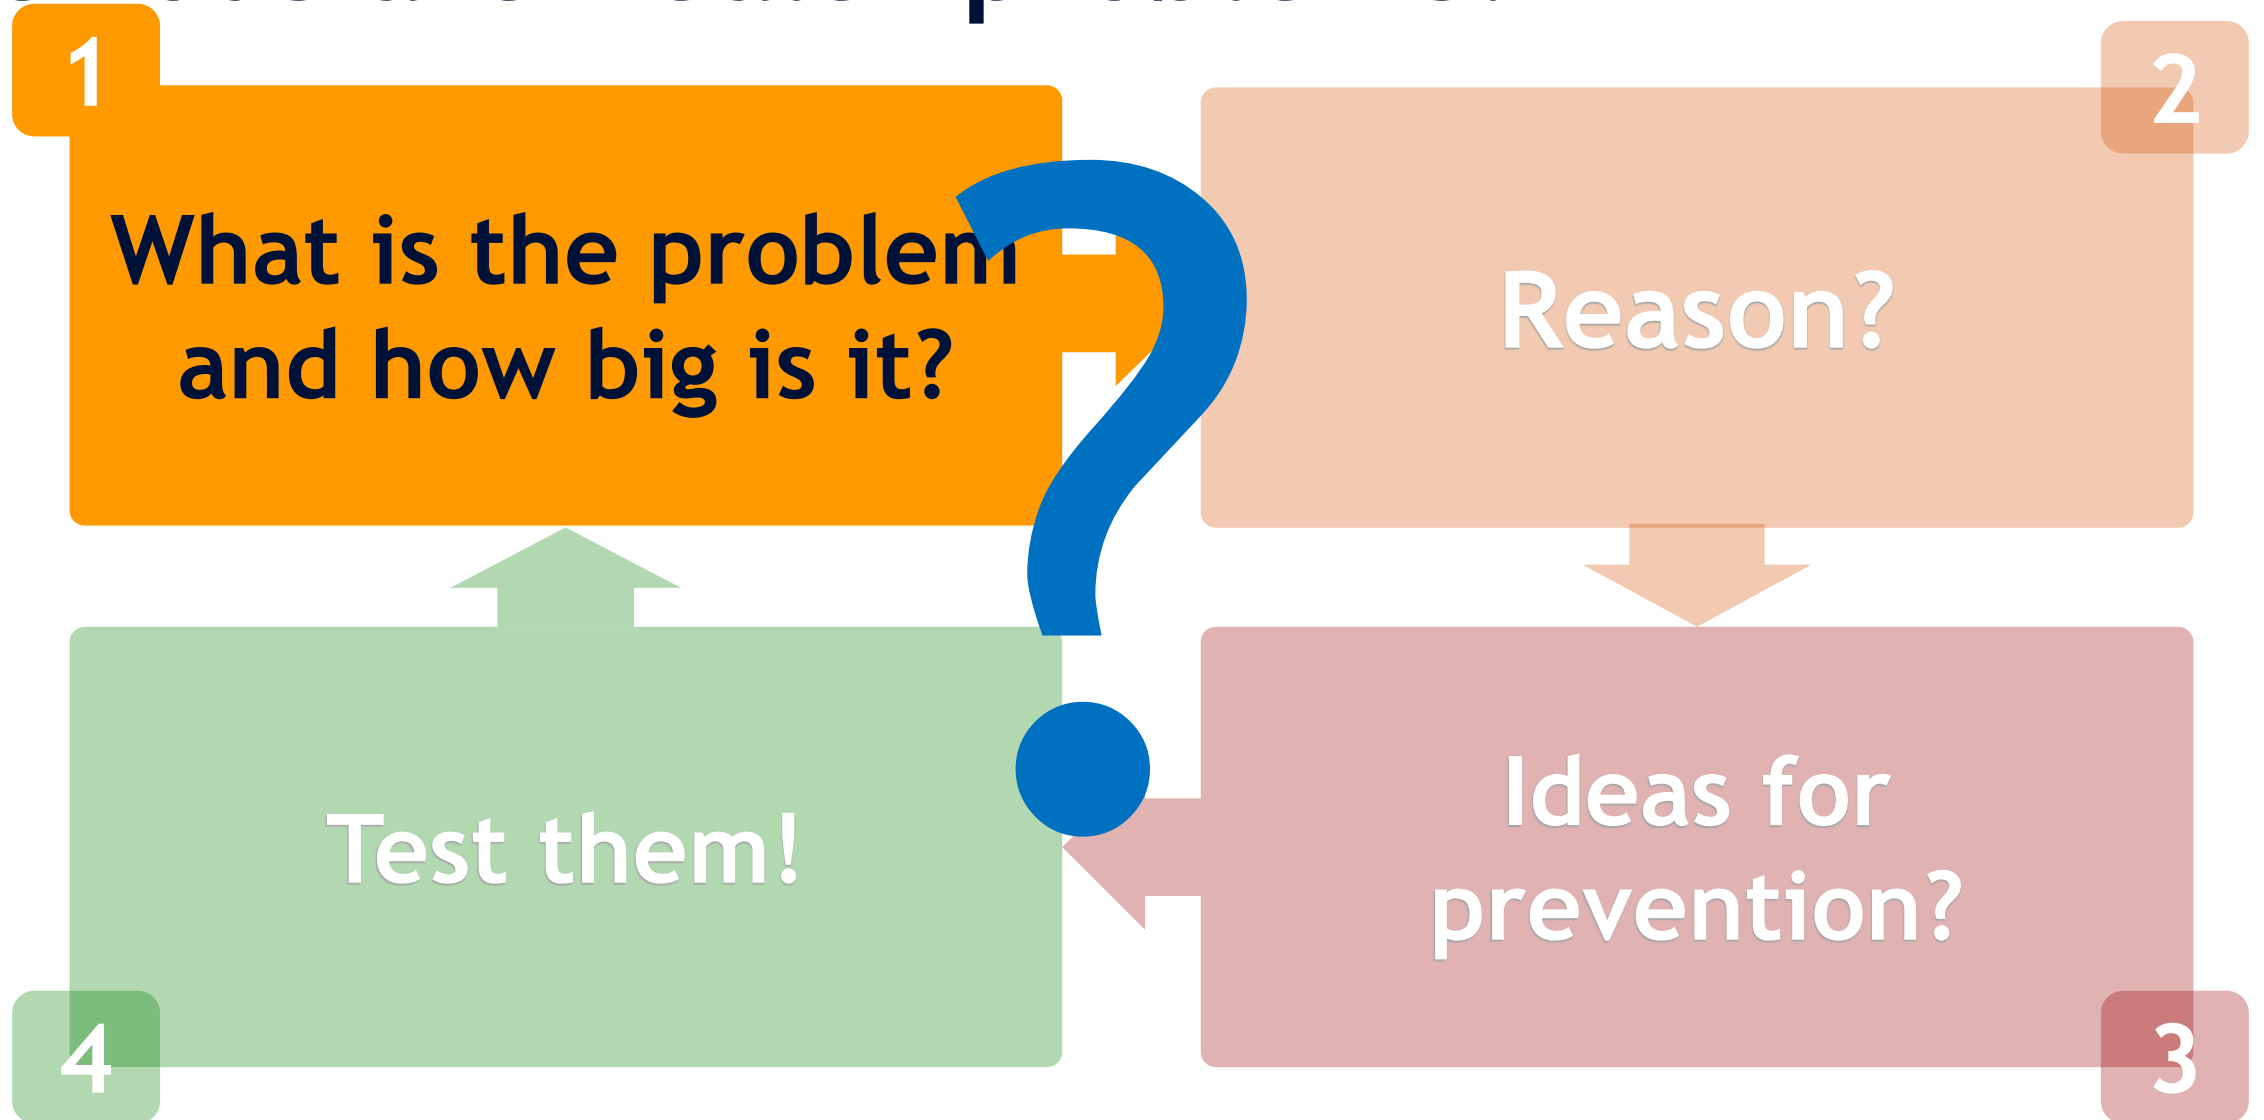 1
What is the problem
and how big is it?
2
Reason?
?
Ideas for
prevention?
3
Test them!
4